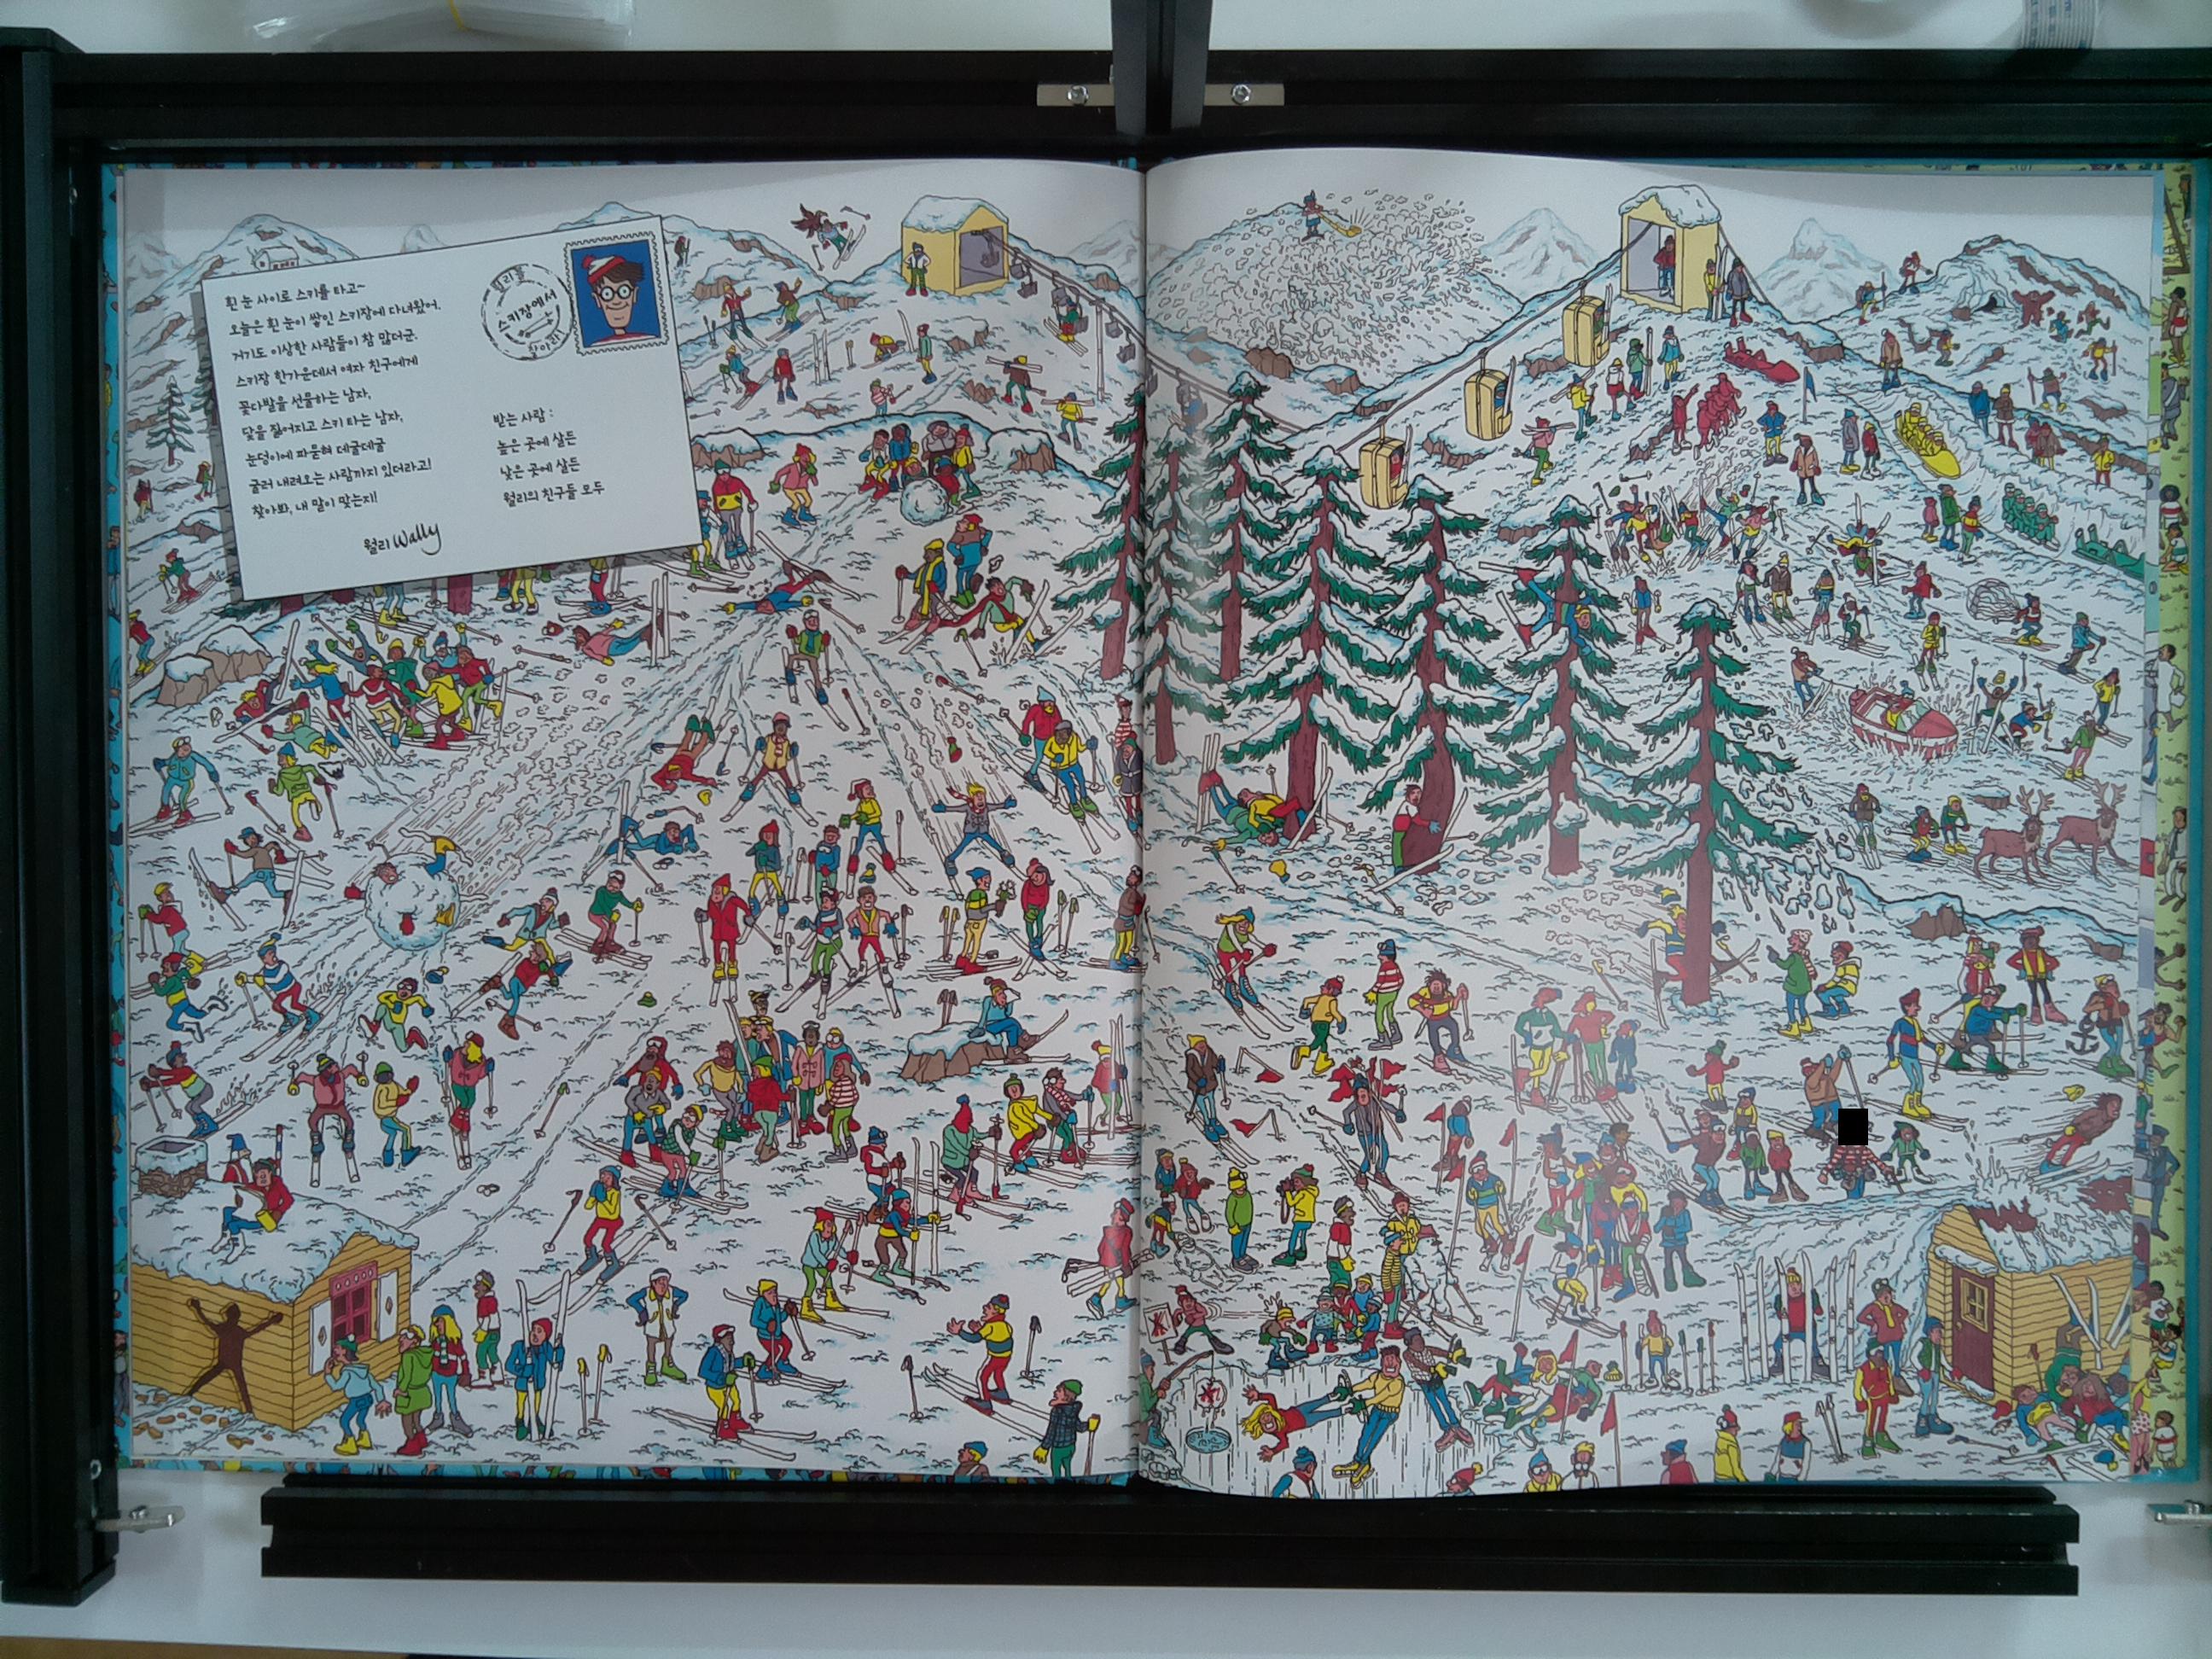 흰 눈 사이로 스키를 타고~
오늘은 흰 눈이 쌓인 스키장에 다녀왔어.
거기도 이상한 사람들이 참 많더군.
스키장 한가운데서 여자 친구에게
꽃다발을 선물하는 남자,
닻을 짊어지고 스키 타는 남자,
눈덩이에 파묻혀 데굴데굴
굴러 내려오는 사람까지 있더라고!
찾아봐, 내 말이 맞는지!
월리 Wally
월리를
스키장에서
찾아라
받는 사람 :
높은 곳에 살든
낮은 곳에 살든
월리의 친구들 모두